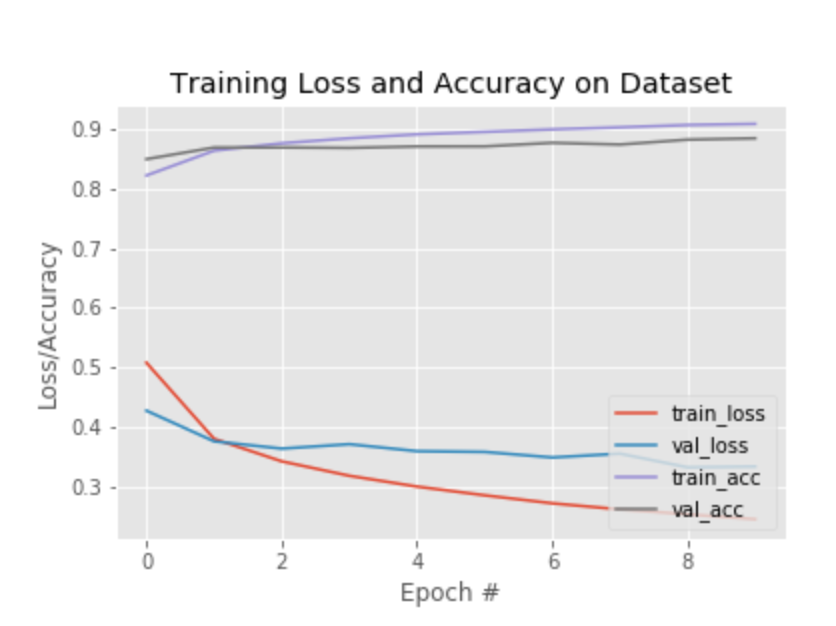 Training Loss and Accuracy on Dataset
Loss/Accuracy
0.9
0.8
0.7
0.6
0.5
0.4
0.3
train_loss
val_loss
train_acc
val_acc
0 2 4 6 8
Epoch #